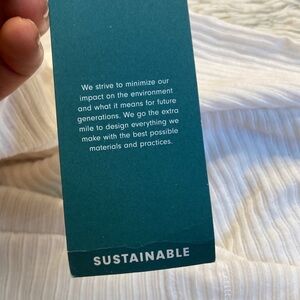 We strive to minimize our
impact on the environment
and what it means for future
generations. We go the extra
mile to design everything we
make with the best possible
materials and practices.
SUSTAINABLE